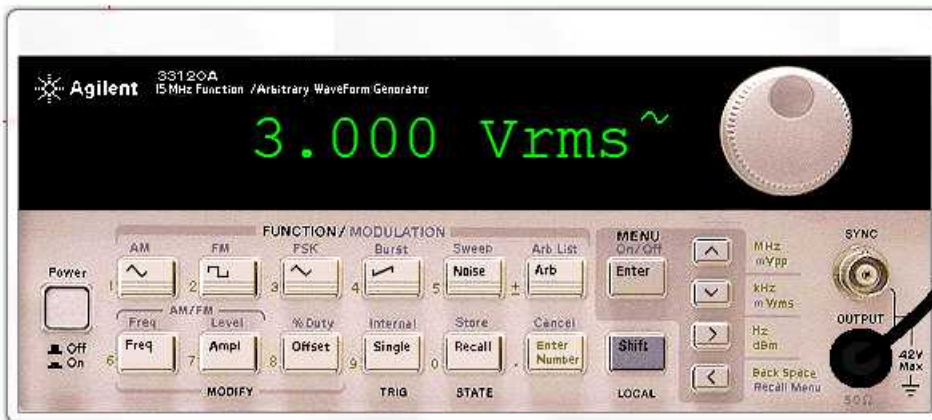 Agilent
33120A
15 MHz Function / Arbitrary Waveform Genorator
3.000 Vrms~
FUNCTION / MODULATION
MENU
SYNC
AM FM FSK Burst Sweep Arb List On/Off
MHz
mVpp
Power
1 2 3 4 5 Noise ± Arb Enter
kHz
mVrms
AM/FM
OUTPUT
Freq Level % Duty Internal Store Cancel
Hz
dBm
Off
On
6 Freq 7 Ampl 8 Offset 9 Single 0 Recall . Enter Number Shift
42V
Max
Back Space
Recall Menu
MODIFY TRIG STATE LOCAL
50Ω